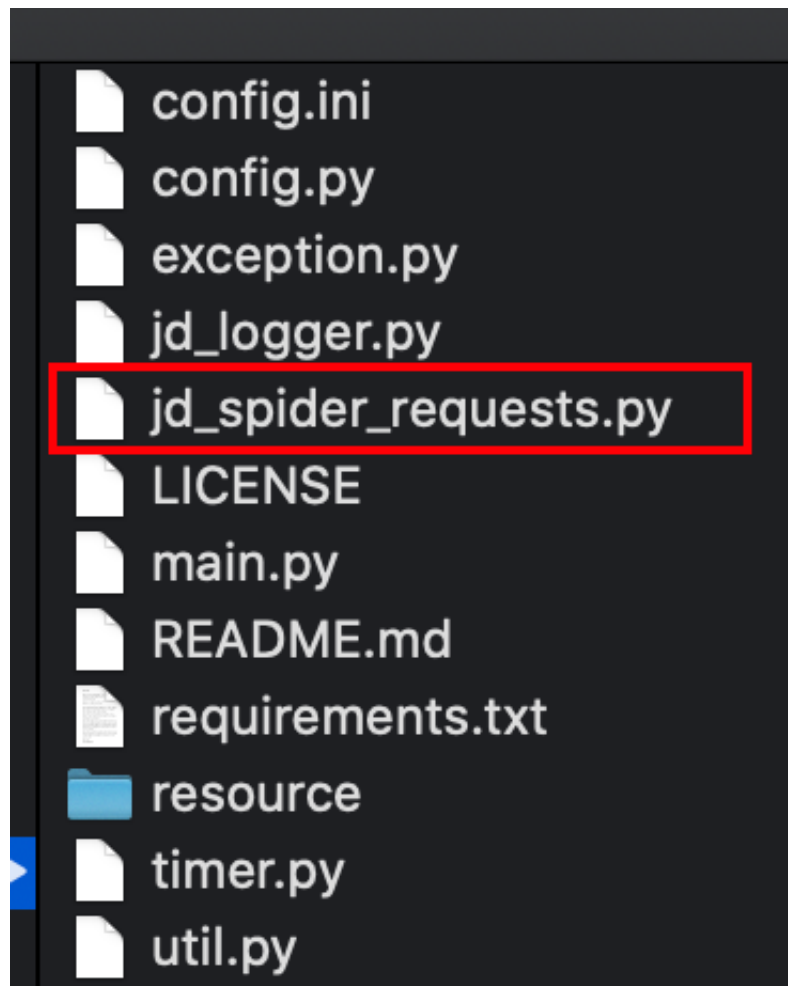 config.ini
config.py
exception.py
jd_logger.py
jd_spider_requests.py
LICENSE
main.py
README.md
requirements.txt
resource
timer.py
util.py